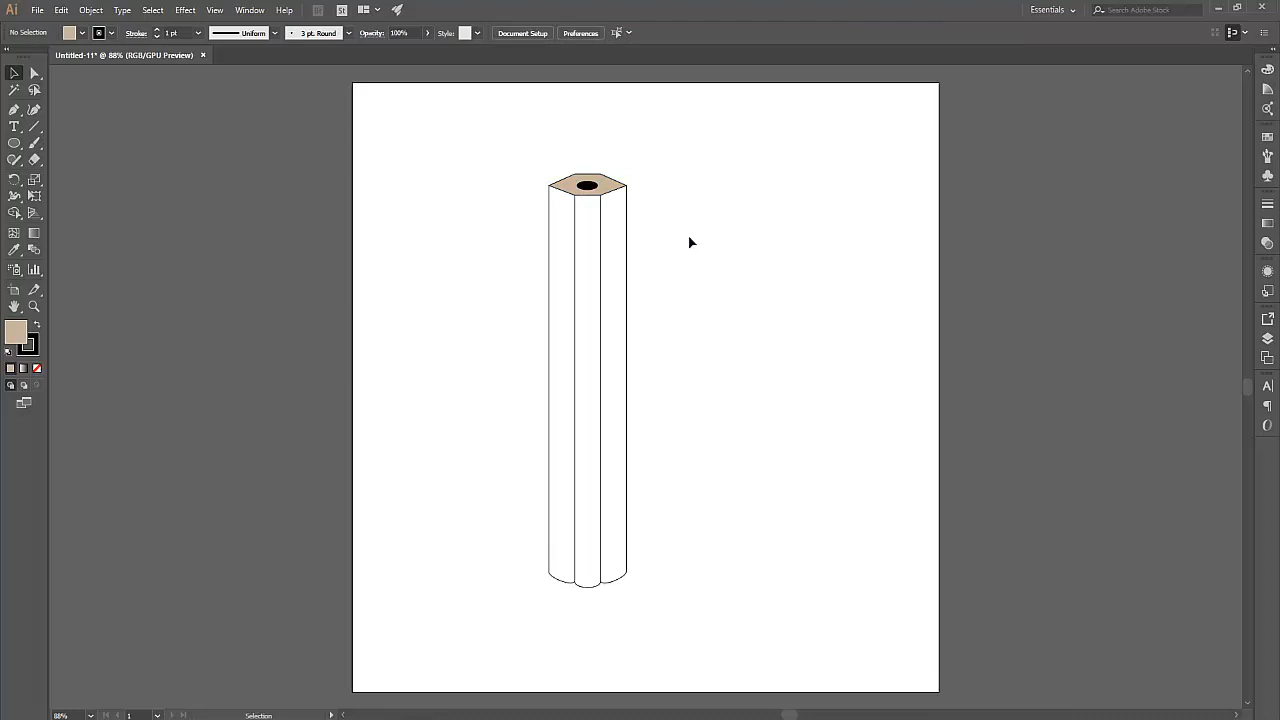 Ai File Edit Object Type Select Effect View Window Help Br St Essentials Search Adobe Stock
No Selection Stroke: 1 pt Uniform 3 pt. Round Opacity: 100% Style: Document Setup Preferences
Untitled-11* @ 88% (RGB/GPU Preview) ×
88% 1 Selection